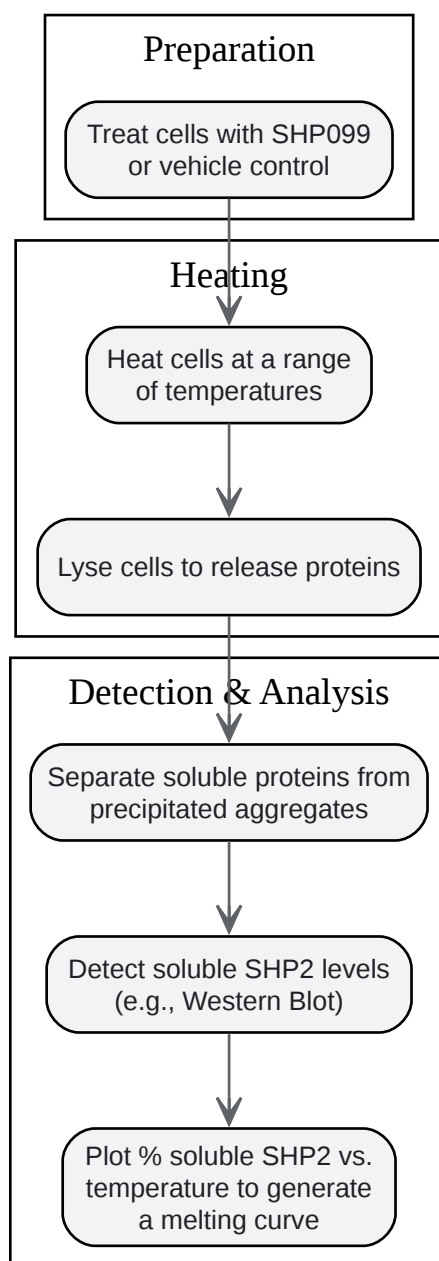 Preparation
Treat cells with SHP099
or vehicle control
Heating
Heat cells at a range
of temperatures
Lyse cells to release proteins
Detection & Analysis
Separate soluble proteins from
precipitated aggregates
Detect soluble SHP2 levels
(e.g., Western Blot)
Plot % soluble SHP2 vs.
temperature to generate
a melting curve